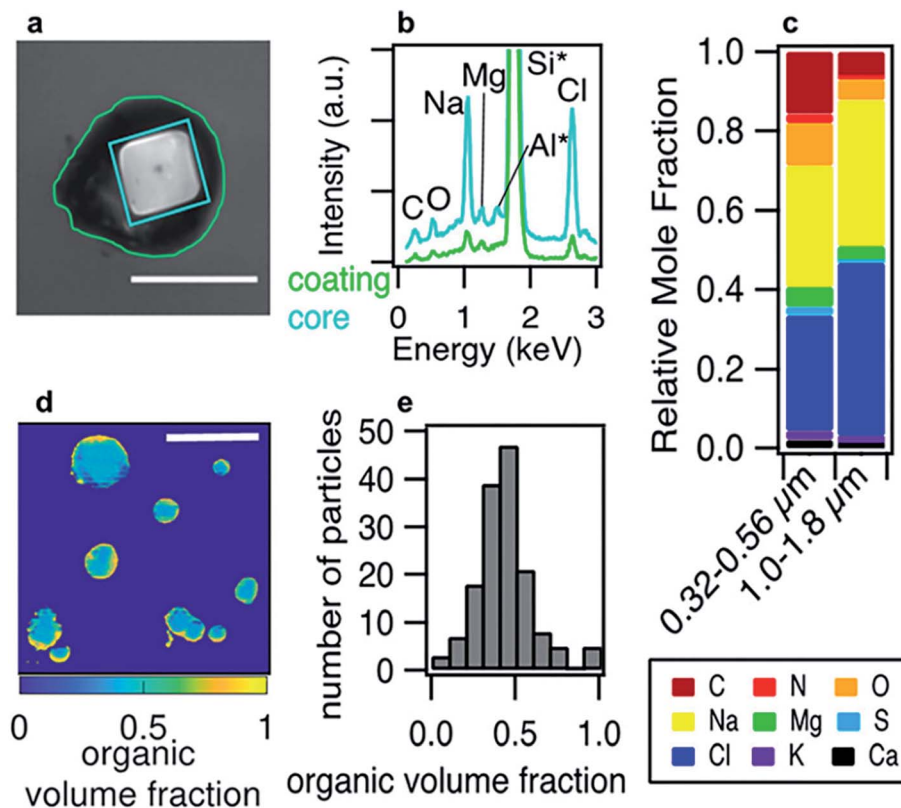 a
b
c
Intensity (a.u.)
Na
Mg
Si*
Cl
Al*
C
O
coating
core
0
1
2
3
Energy (keV)
Relative Mole Fraction
1.0
0.8
0.6
0.4
0.2
0.0
0.32-0.56 µm
1.0-1.8 µm
d
0
0.5
1
organic
volume fraction
e
number of particles
50
40
30
20
10
0
0.0
0.5
1.0
organic volume fraction
C N O
Na Mg S
Cl K Ca